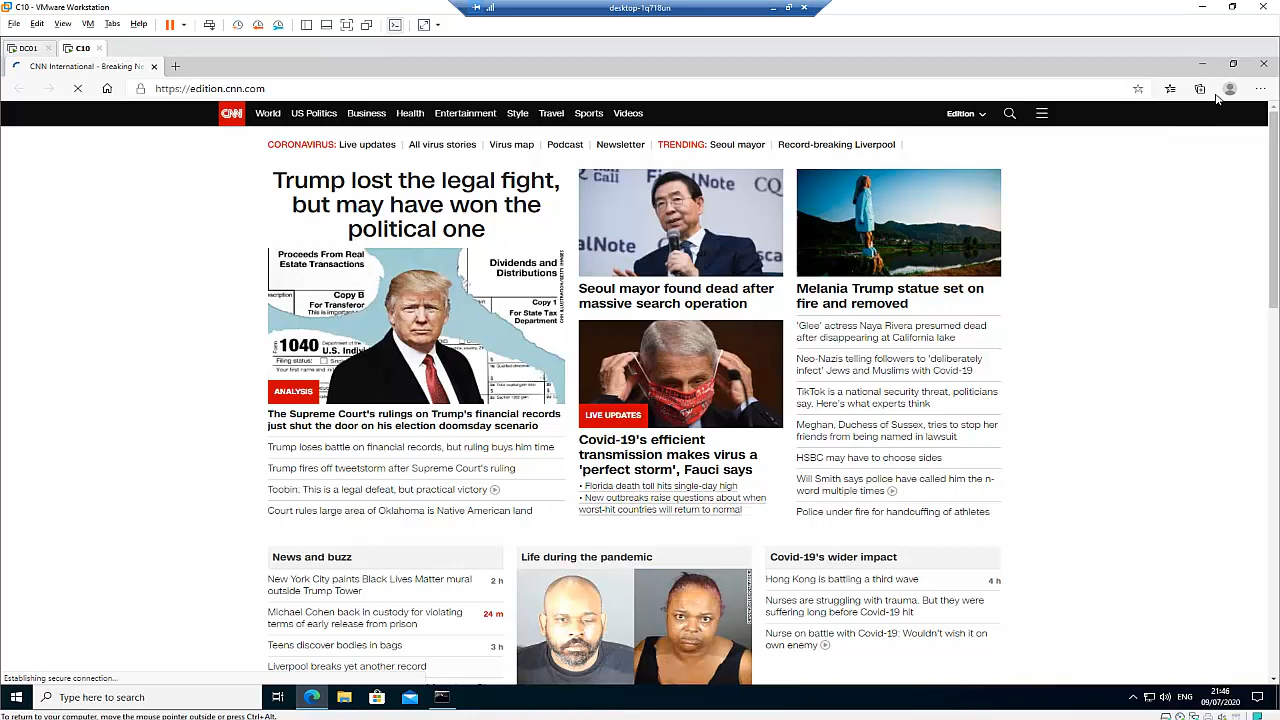 C10 - VMware Workstation
desktop-1q718un
File Edit View VM Tabs Help
DC01
C10
CNN International - Breaking Ne
https://edition.cnn.com
CNN
World US Politics Business Health Entertainment Style Travel Sports Videos
Edition
CORONAVIRUS: Live updates All virus stories Virus map Podcast Newsletter TRENDING: Seoul mayor Record-breaking Liverpool
Trump lost the legal fight,
but may have won the
political one
Proceeds From Real
Estate Transactions
Dividends and
Distributions
Copy B
For Transferor
This is important
Copy 1
For State Tax
Department
Form 1040
Department of
U.S. Indiv
Filing status:
Your first name and
ANALYSIS
The Supreme Court's rulings on Trump's financial records
just shut the door on his election doomsday scenario
Trump loses battle on financial records, but ruling buys him time
Trump fires off tweetstorm after Supreme Court's ruling
Toobin: This is a legal defeat, but practical victory
Court rules large area of Oklahoma is Native American land
CQ
Call
FiscalNote
Seoul mayor found dead after
massive search operation
LIVE UPDATES
Covid-19's efficient
transmission makes virus a
'perfect storm', Fauci says
• Florida death toll hits single-day high
• New outbreaks raise questions about when
worst-hit countries will return to normal
Melania Trump statue set on
fire and removed
'Glee' actress Naya Rivera presumed dead
after disappearing at California lake
Neo-Nazis telling followers to 'deliberately
infect' Jews and Muslims with Covid-19
TikTok is a national security threat, politicians
say. Here's what experts think
Meghan, Duchess of Sussex, tries to stop her
friends from being named in lawsuit
HSBC may have to choose sides
Will Smith says police have called him the n-
word multiple times
Police under fire for handcuffing of athletes
News and buzz
New York City paints Black Lives Matter mural
outside Trump Tower
2 h
Michael Cohen back in custody for violating
terms of early release from prison
24 m
Teens discover bodies in bags
3 h
Liverpool breaks yet another record
Life during the pandemic
Covid-19's wider impact
Hong Kong is battling a third wave
4 h
Nurses are struggling with trauma. But they were
suffering long before Covid-19 hit
Nurse on battle with Covid-19: Wouldn't wish it on
own enemy
Establishing secure connection...
Type here to search
ENG
21:46
09/07/2020
To return to your computer, move the mouse pointer outside or press Ctrl+Alt.